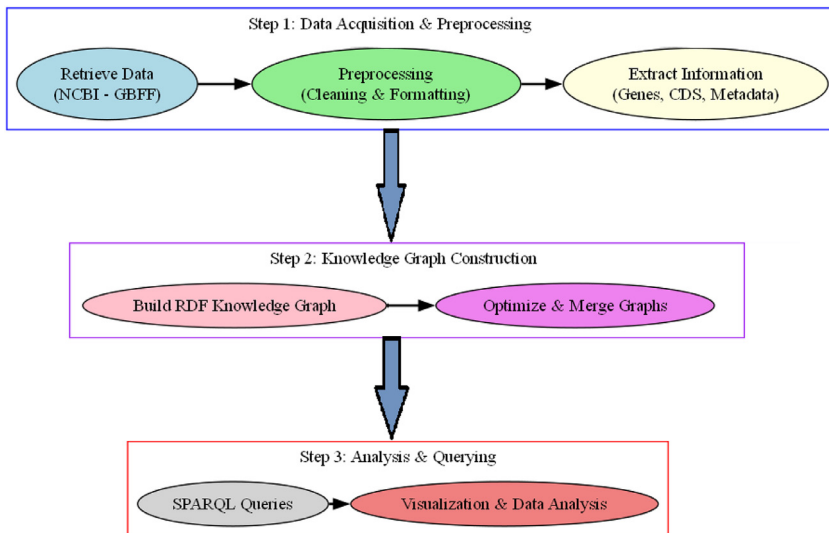 Step 1: Data Acquisition & Preprocessing
Retrieve Data
(NCBI - GBFF)
Preprocessing
(Cleaning & Formatting)
Extract Information
(Genes, CDS, Metadata)
Step 2: Knowledge Graph Construction
Build RDF Knowledge Graph
Optimize & Merge Graphs
Step 3: Analysis & Querying
SPARQL Queries
Visualization & Data Analysis